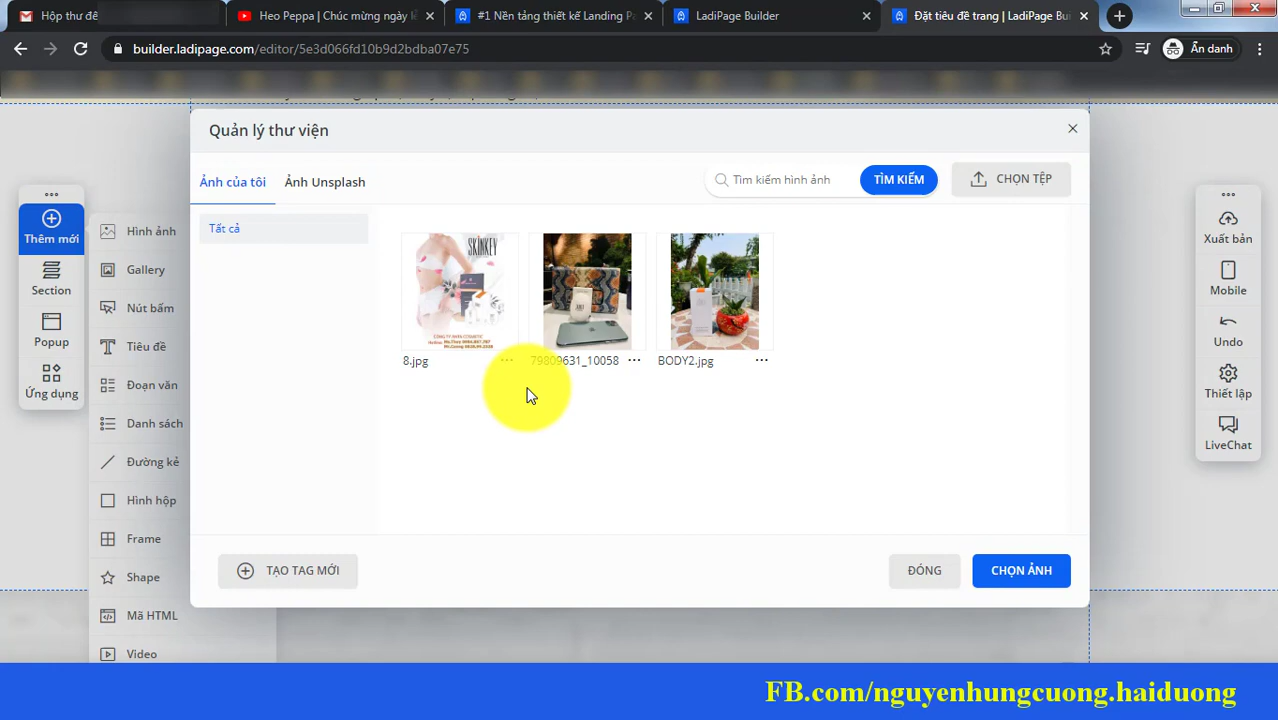 Hộp thư đế
Heo Peppa | Chúc mừng ngày l
#1 Nền tảng thiết kế Landing P
LadiPage Builder
Đặt tiêu đề trang | LadiPage Bui
builder.ladipage.com/editor/5e3d066fd10b9d2bdba07e75
Ẩn danh
Quản lý thư viện
Ảnh của tôi
Ảnh Unsplash
Tìm kiếm hình ảnh
TÌM KIẾM
CHỌN TỆP
Tất cả
SKINKEY
8.jpg
79809631_10058
BODY2.jpg
TẠO TAG MỚI
ĐÓNG
CHỌN ẢNH
Thêm mới
Section
Popup
Ứng dụng
Hình ảnh
Gallery
Nút bấm
Tiêu đề
Đoạn văn
Danh sách
Đường kẻ
Hình hộp
Frame
Shape
Mã HTML
Video
Xuất bản
Mobile
Undo
Thiết lập
LiveChat
FB.com/nguyenhungcuong.haiduong